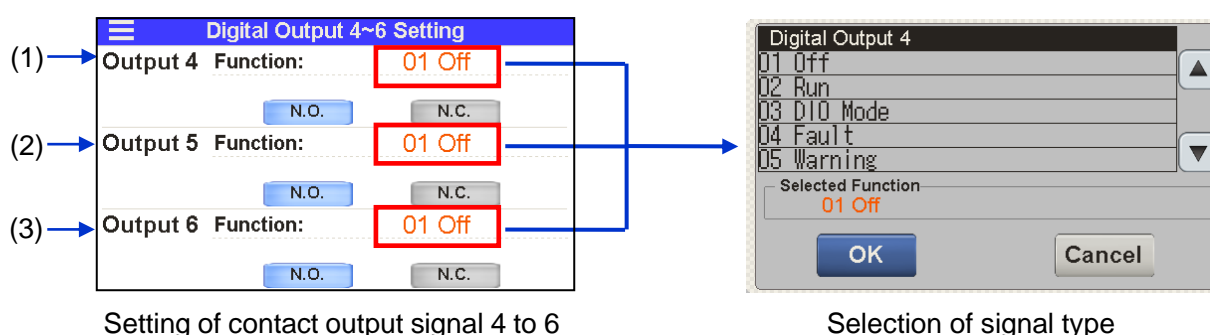 Digital Output 4~6 Setting
(1) Output 4 Function: 01 Off
N.O. N.C.
(2) Output 5 Function: 01 Off
N.O. N.C.
(3) Output 6 Function: 01 Off
N.O. N.C.
Setting of contact output signal 4 to 6
Digital Output 4
01 Off
02 Run
03 DIO Mode
04 Fault
05 Warning
Selected Function
01 Off
OK Cancel
Selection of signal type